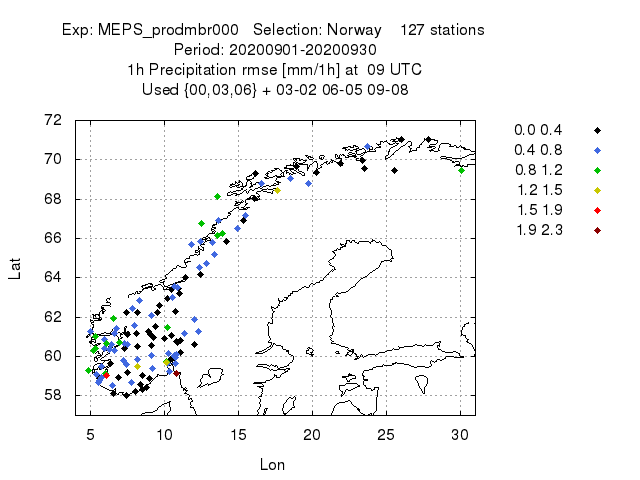 Exp: MEPS_prodmbr000 Selection: Norway 127 stations
Period: 20200901-20200930
1h Precipitation rmse [mm/1h] at 09 UTC
Used {00,03,06} + 03-02 06-05 09-08
72
70
68
66
64
62
60
58
Lat
5 10 15 20 25 30
Lon
0.0 0.4
0.4 0.8
0.8 1.2
1.2 1.5
1.5 1.9
1.9 2.3